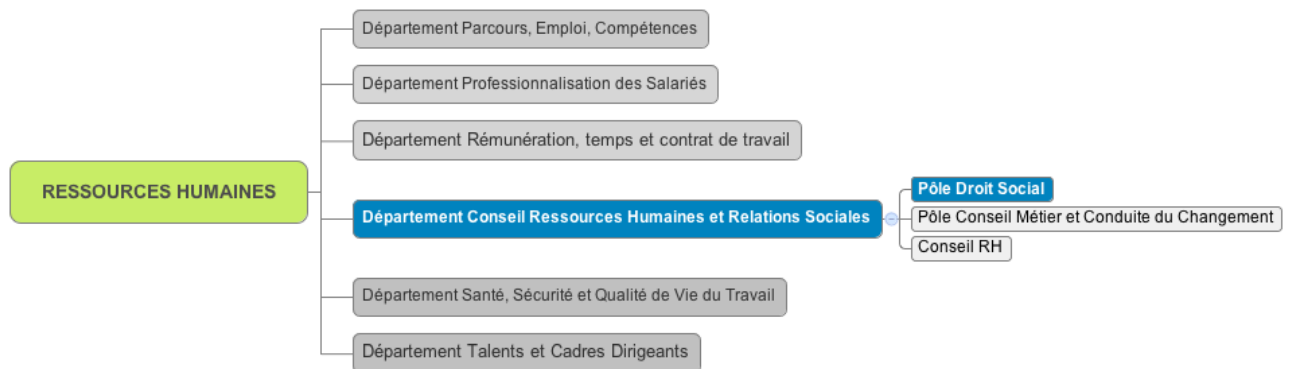 Département Parcours, Emploi, Compétences
Département Professionnalisation des Salariés
Département Rémunération, temps et contrat de travail
RESSOURCES HUMAINES
Département Conseil Ressources Humaines et Relations Sociales
Pôle Droit Social
Pôle Conseil Métier et Conduite du Changement
Conseil RH
Département Santé, Sécurité et Qualité de Vie du Travail
Département Talents et Cadres Dirigeants